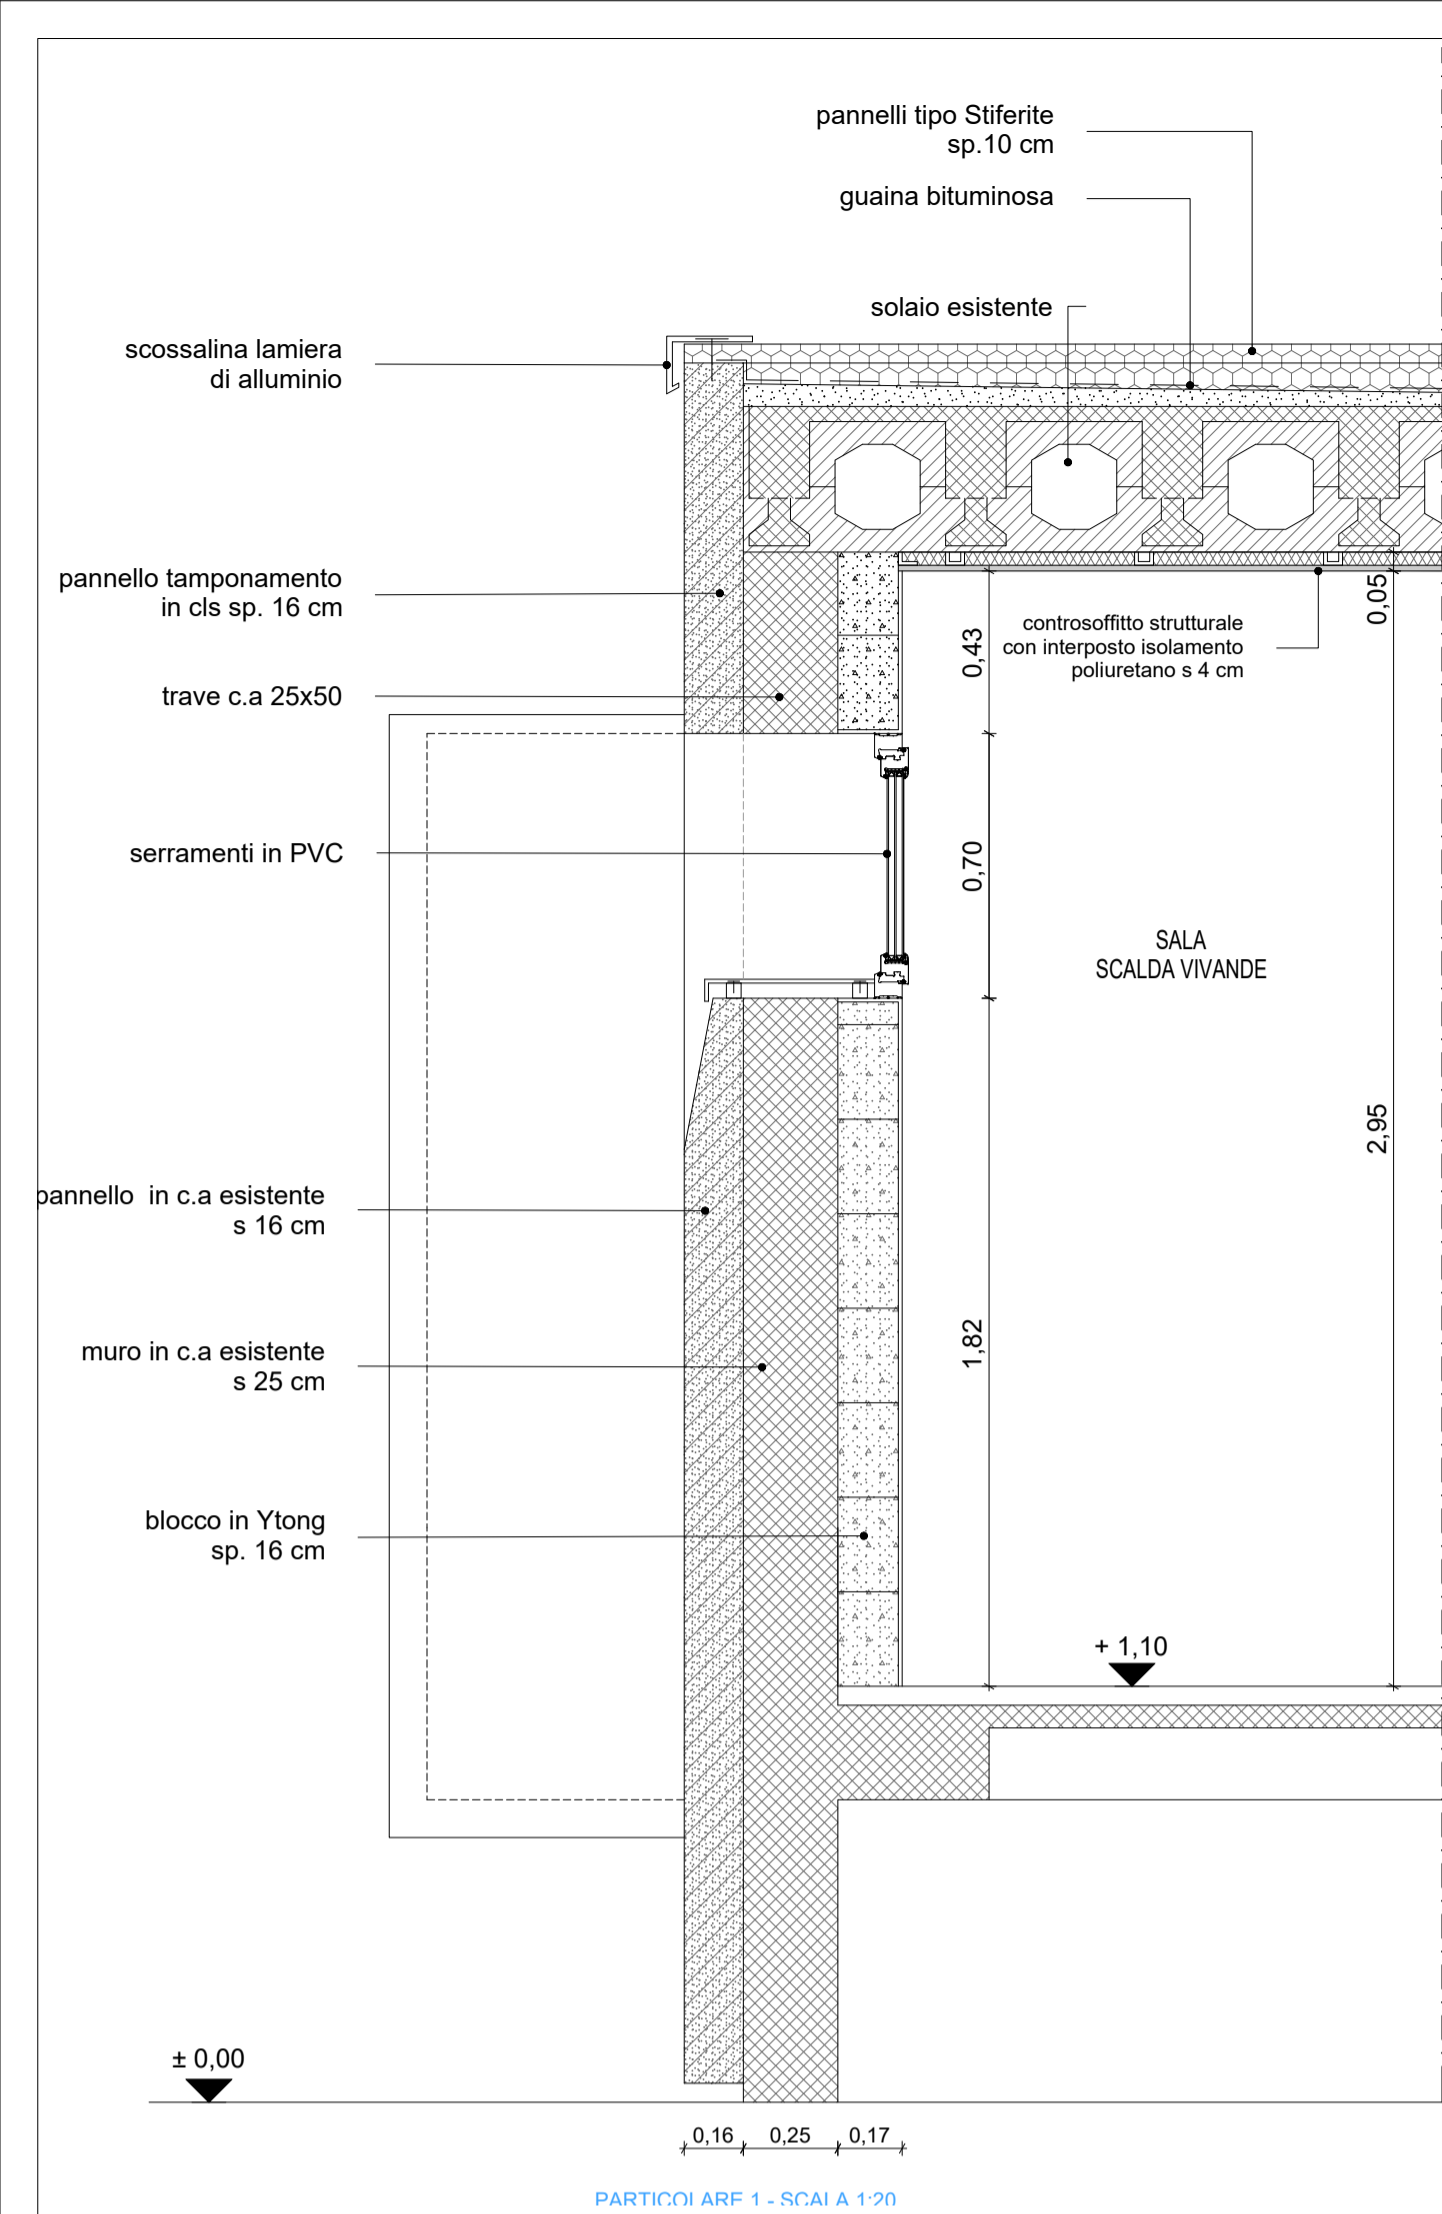 pannelli tipo Stiferite
sp.10 cm
guaina bituminosa
solaio esistente
scossalina lamiera
di alluminio
pannello tamponamento
in cls sp. 16 cm
controsoffitto strutturale
con interposto isolamento
poliuretano s 4 cm
0,05
0,43
trave c.a 25x50
serramenti in PVC
0,70
SALA
SCALDA VIVANDE
2,95
pannello in c.a esistente
s 16 cm
1,82
muro in c.a esistente
s 25 cm
blocco in Ytong
sp. 16 cm
+ 1,10
± 0,00
0,16
0,25
0,17
PARTICOLARE 1 - SCALA 1:20